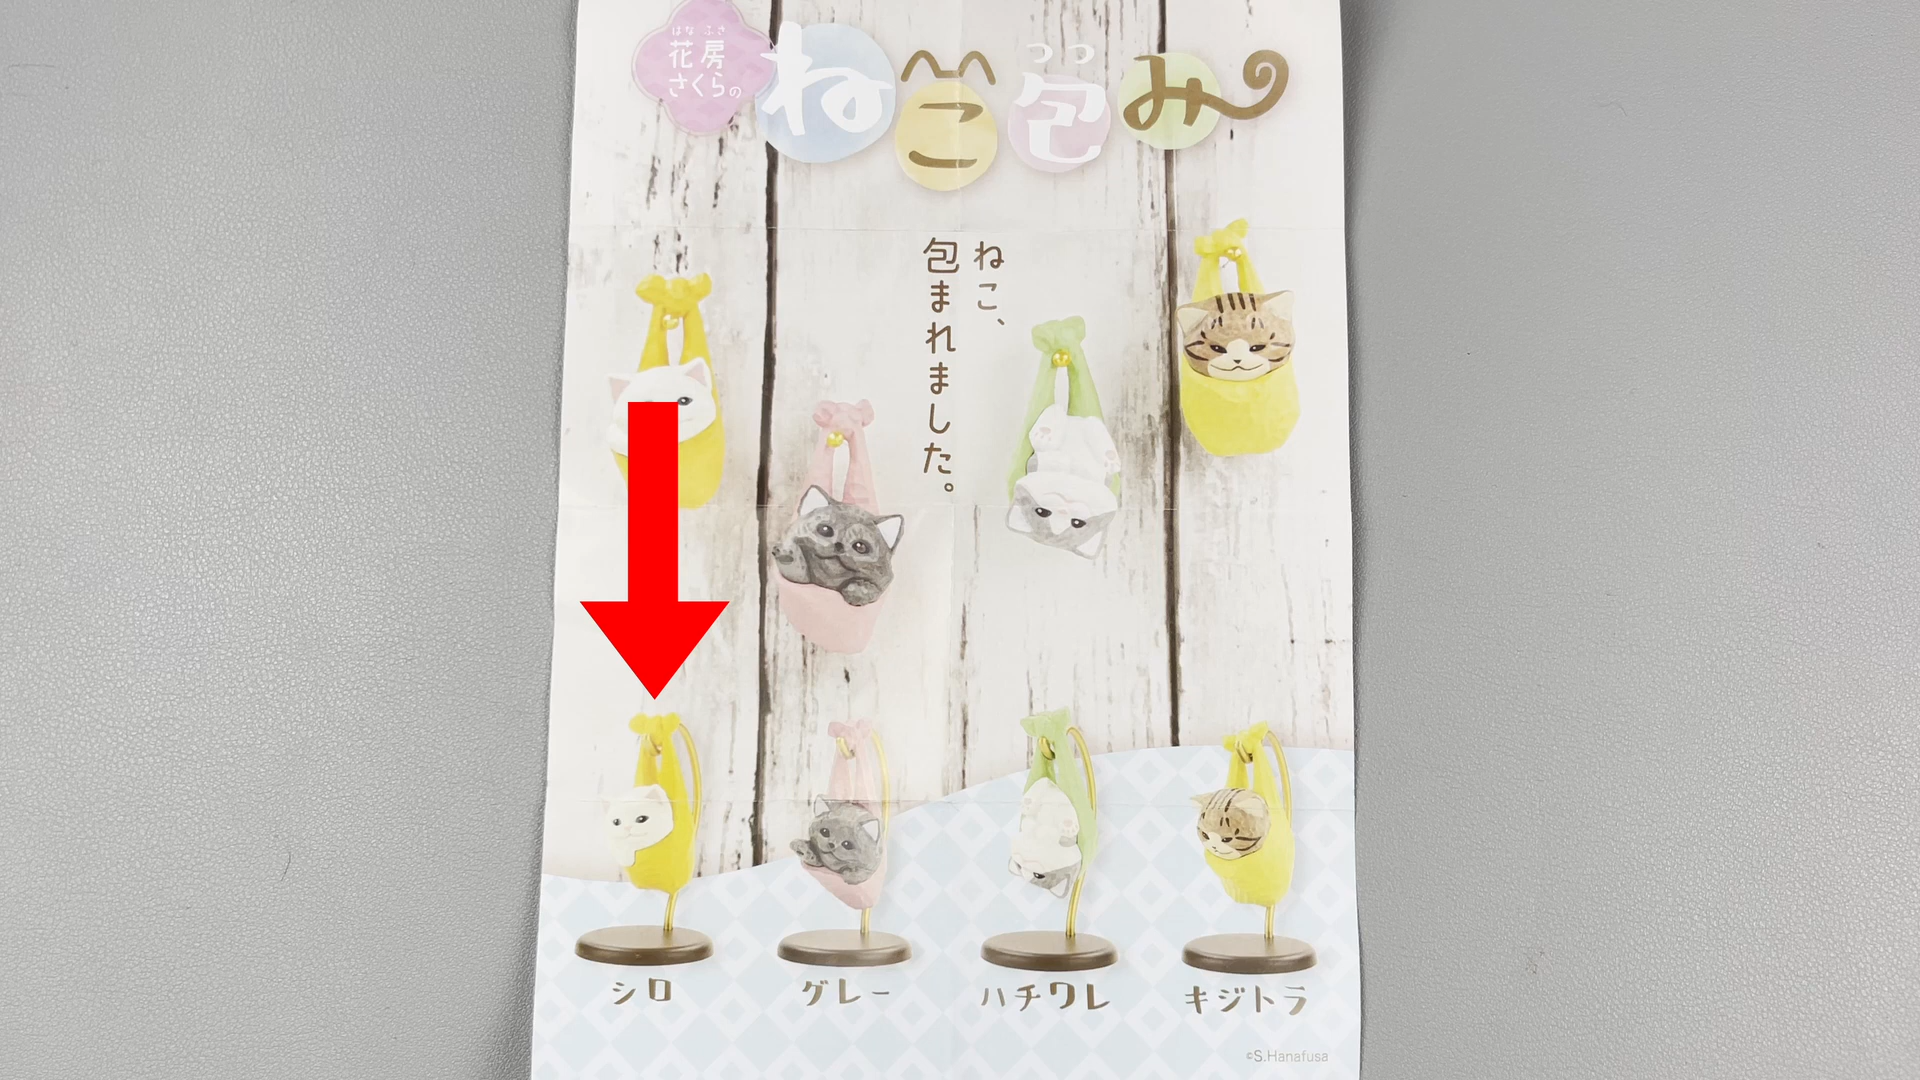 はなふさ
花房
さくらの
つつ
ねこ包み
ねこ、
包まれました。
シロ
グレー
ハチワレ
キジトラ
©S.Hanafusa